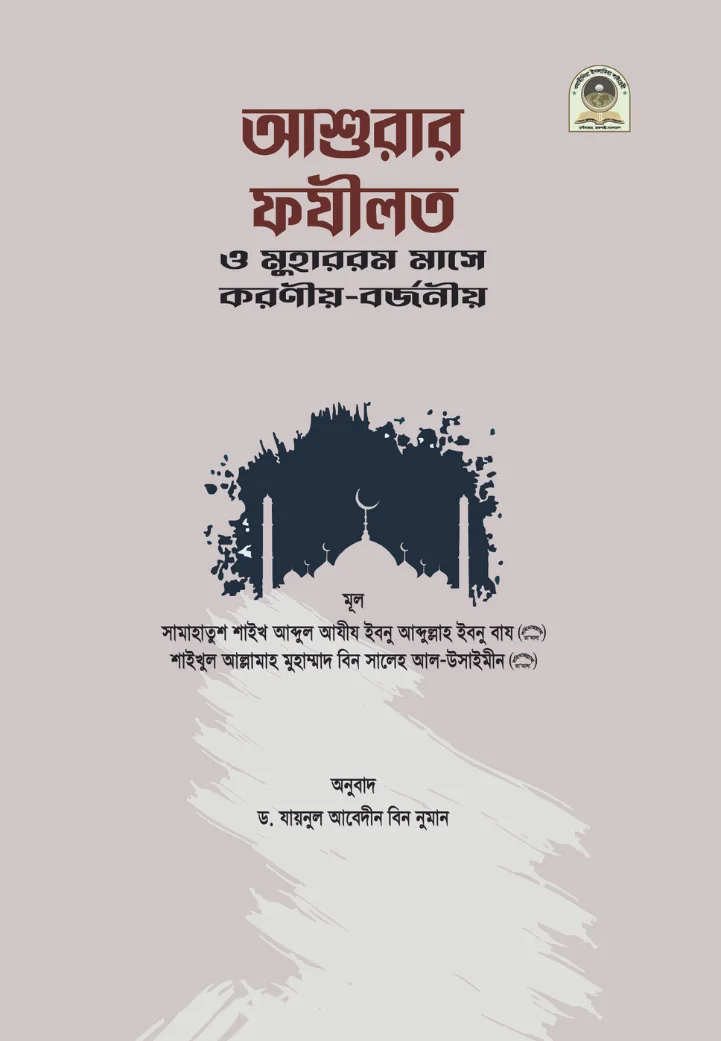 আশুরার
ফযীলত
ও মুহাররম মাসে
করণীয়-বর্জনীয়
মূল
সামাহাতুশ শাইখ আব্দুল আযীয ইবনু আব্দুল্লাহ ইবনু বায
শাইখুল আল্লামাহ মুহাম্মাদ বিন সালেহ আল-উসাইমীন
অনুবাদ
ড. যায়নুল আবেদীন বিন নুমান